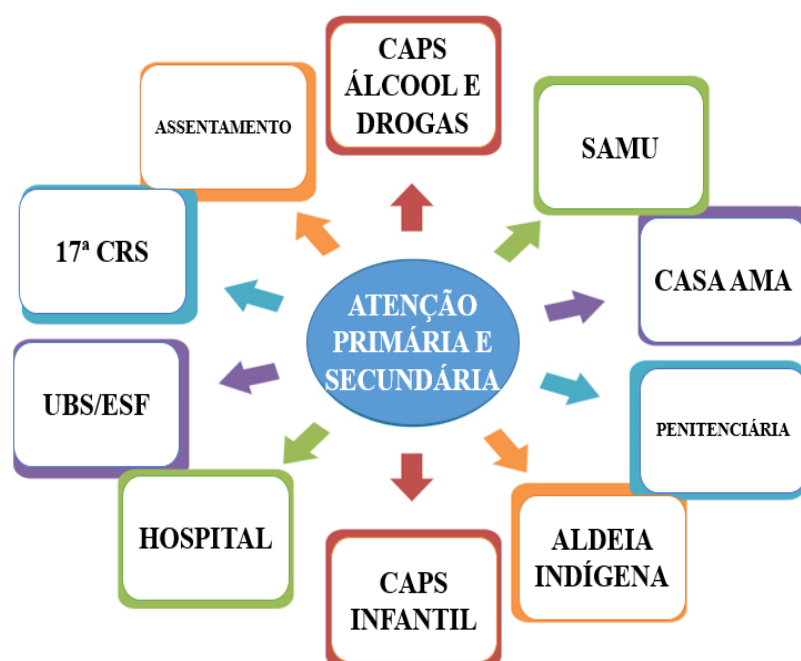 CAPS
ÁLCOOL E
DROGAS
SAMU
CASA AMA
PENITENCIÁRIA
ALDEIA
INDÍGENA
CAPS
INFANTIL
HOSPITAL
UBS/ESF
17ª CRS
ASSENTAMENTO
ATENÇÃO
PRIMÁRIA E
SECUNDÁRIA